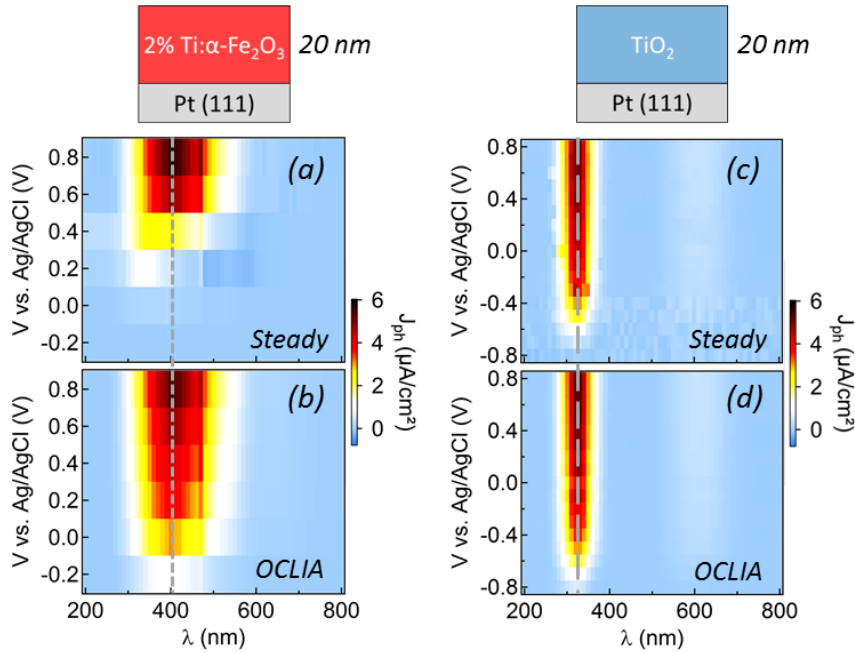 2% Ti:α-Fe₂O₃ 20 nm
Pt (111)
TiO₂ 20 nm
Pt (111)
(a)
V vs. Ag/AgCl (V)
0.8
0.6
0.4
0.2
0.0
-0.2
Steady
6
4
2
0
Jph (µA/cm²)
(b)
V vs. Ag/AgCl (V)
0.8
0.6
0.4
0.2
0.0
-0.2
OCLIA
200 400 600 800
λ (nm)
(c)
V vs. Ag/AgCl (V)
0.8
0.4
0.0
-0.4
-0.8
Steady
6
4
2
0
Jph (µA/cm²)
(d)
V vs. Ag/AgCl (V)
0.8
0.4
0.0
-0.4
-0.8
OCLIA
200 400 600 800
λ (nm)